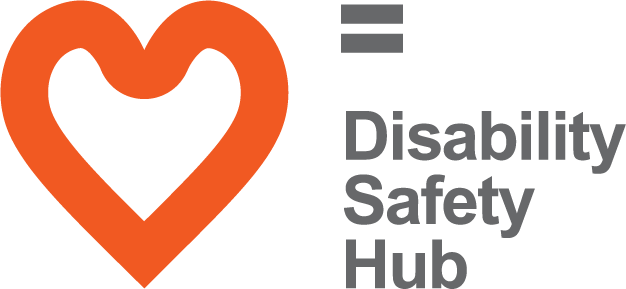 =
Disability
Safety
Hub